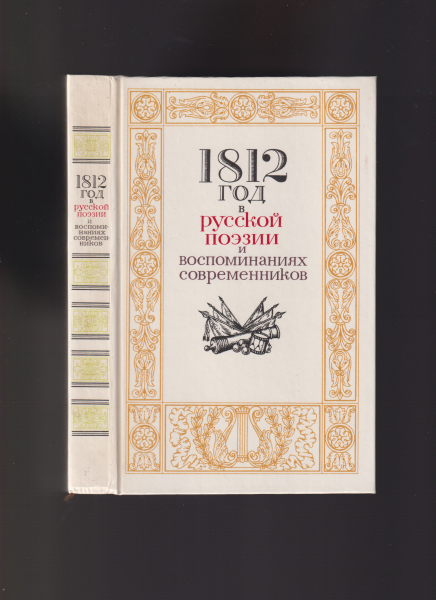 1812
ГОД
в
РУССКОЙ
ПОЭЗИИ
и
ВОСПОМИ-
НАНИЯХ
СОВРЕМЕН-
НИКОВ
1812
ГОД
в
РУССКОЙ
ПОЭЗИИ
и
ВОСПОМИНАНИЯХ
СОВРЕМЕННИКОВ